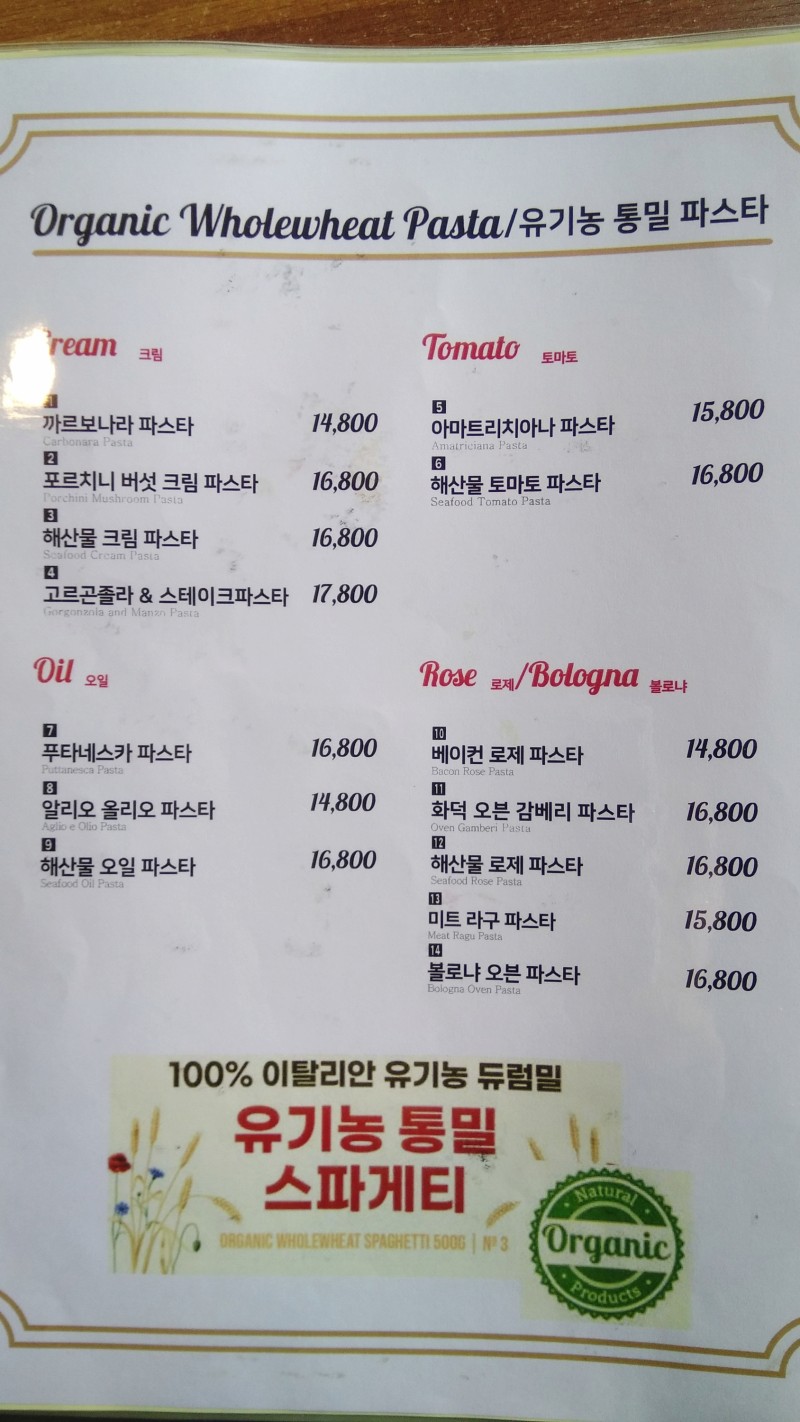 Organic Wholewheat Pasta/유기농 통밀 파스타
Cream 크림
1
까르보나라 파스타 14,800
Carbonara Pasta
2
포르치니 버섯 크림 파스타 16,800
Porchini Mushroom Pasta
3
해산물 크림 파스타 16,800
Seafood Cream Pasta
4
고르곤졸라 & 스테이크파스타 17,800
Gorgonzola and Manzo Pasta
Tomato 토마토
5
아마트리치아나 파스타 15,800
Amatriciana Pasta
6
해산물 토마토 파스타 16,800
Seafood Tomato Pasta
Oil 오일
7
푸타네스카 파스타 16,800
Puttanesca Pasta
8
알리오 올리오 파스타 14,800
Aglio e Olio Pasta
9
해산물 오일 파스타 16,800
Seafood Oil Pasta
Rose 로제/Bologna 볼로냐
10
베이컨 로제 파스타 14,800
Bacon Rose Pasta
11
화덕 오븐 감베리 파스타 16,800
Oven Gamberi Pasta
12
해산물 로제 파스타 16,800
Seafood Rose Pasta
13
미트 라구 파스타 15,800
Meat Ragu Pasta
14
볼로냐 오븐 파스타 16,800
Bologna Oven Pasta
100% 이탈리안 유기농 듀럼밀
유기농 통밀
스파게티
ORGANIC WHOLEWHEAT SPAGHETTI 500G | Nº 3
Natural
Organic
Products